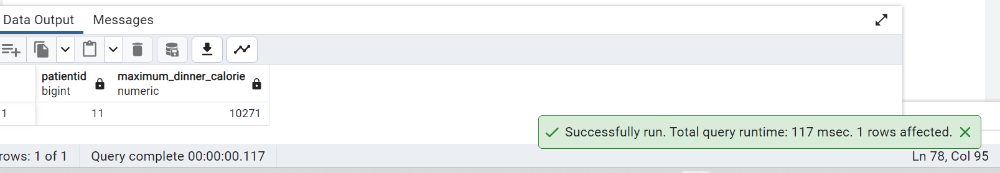 Data Output Messages
patientid maximum_dinner_calorie
bigint numeric
1 11 10271
Successfully run. Total query runtime: 117 msec. 1 rows affected.
rows: 1 of 1 Query complete 00:00:00.117 Ln 78, Col 95